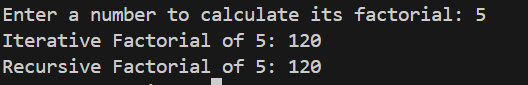 Enter a number to calculate its factorial: 5
Iterative Factorial of 5: 120
Recursive Factorial of 5: 120